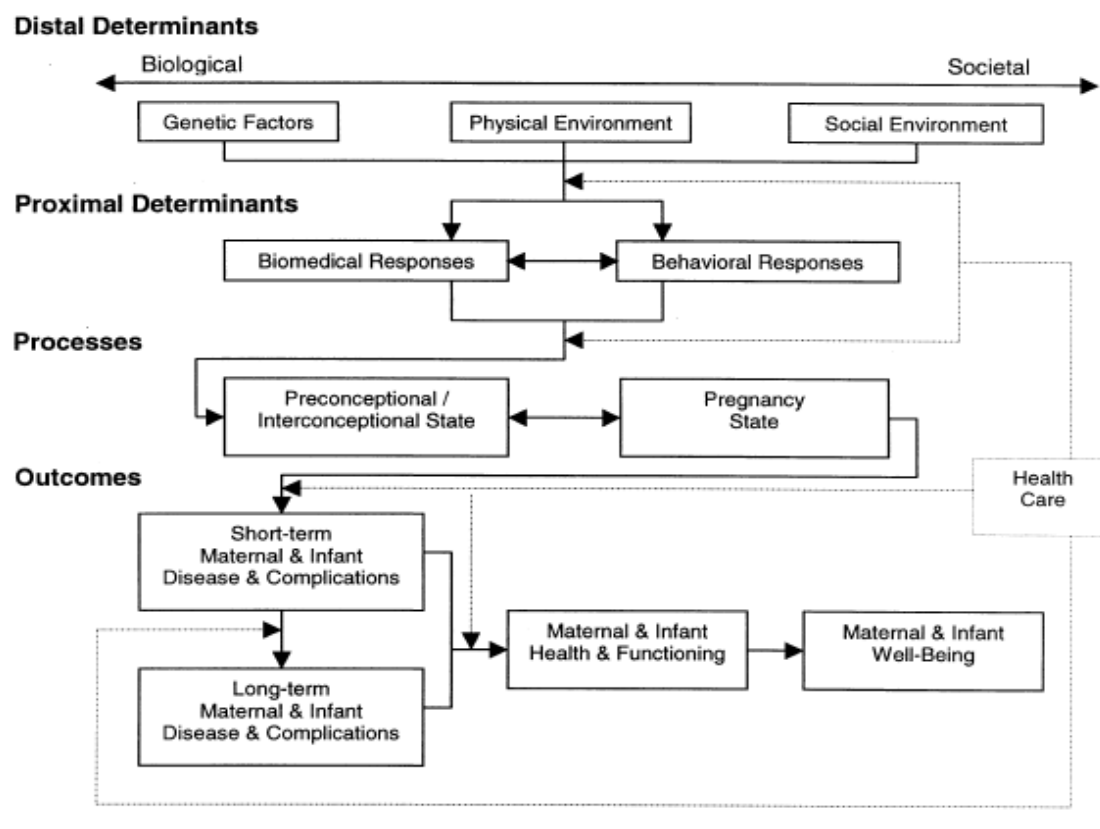 Distal Determinants
Biological
Societal
Genetic Factors
Physical Environment
Social Environment
Proximal Determinants
Biomedical Responses
Behavioral Responses
Processes
Preconceptional /
Interconceptional State
Pregnancy
State
Outcomes
Health
Care
Short-term
Maternal & Infant
Disease & Complications
Maternal & Infant
Health & Functioning
Maternal & Infant
Well-Being
Long-term
Maternal & Infant
Disease & Complications